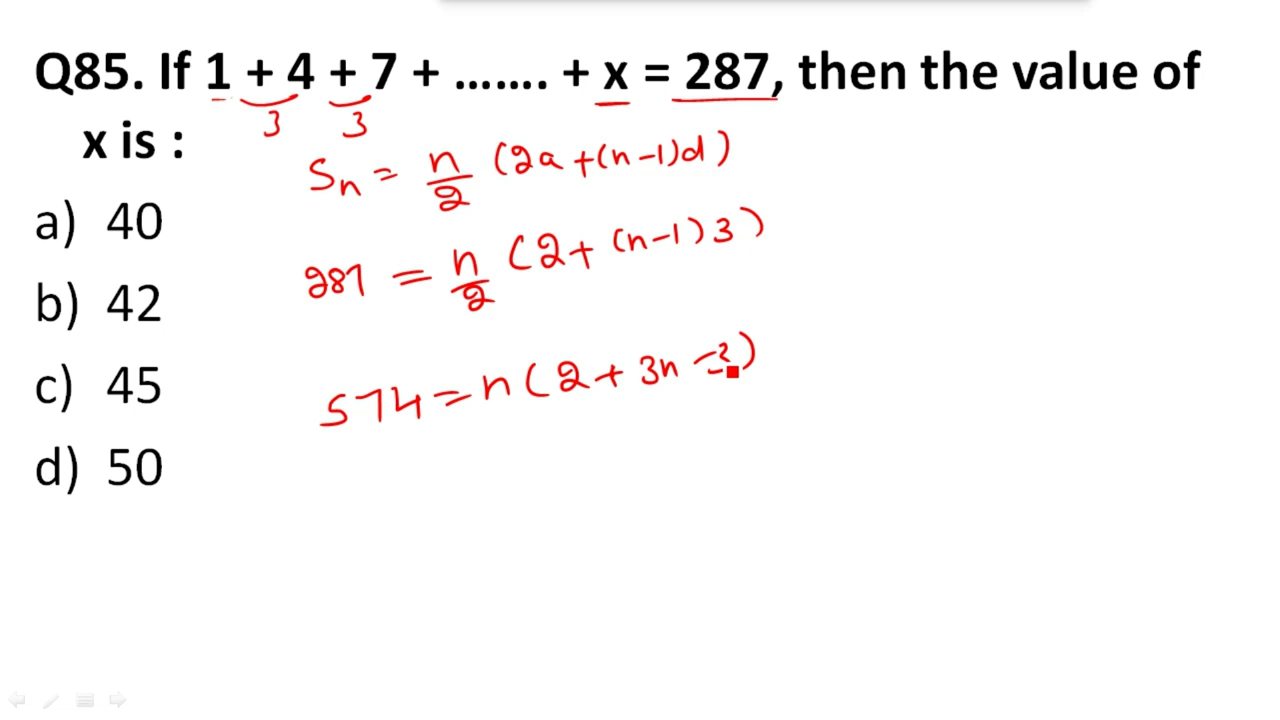 Q85. If 1 + 4 + 7 + ....... + x = 287, then the value of
3 3
x is :
Sn = n/2 (2a + (n-1)d)
a) 40
287 = n/2 (2 + (n-1)3)
b) 42
574 = n(2 + 3n - 3)
c) 45
d) 50